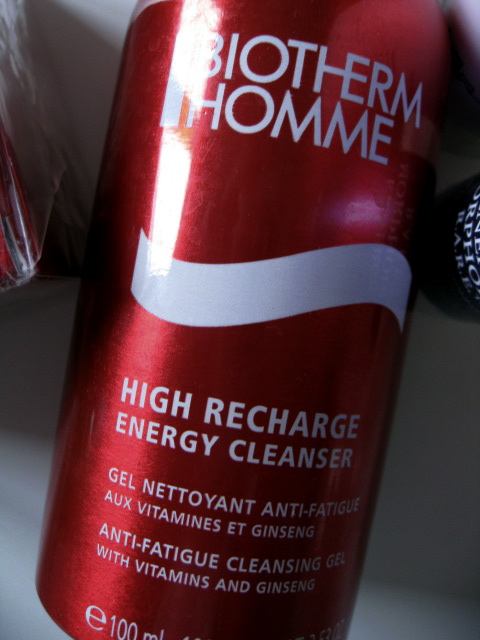 BIOTHERM
HOMME
HIGH RECHARGE
ENERGY CLEANSER
GEL NETTOYANT ANTI-FATIGUE
AUX VITAMINES ET GINSENG
ANTI-FATIGUE CLEANSING GEL
WITH VITAMINS AND GINSENG
℮100 ml